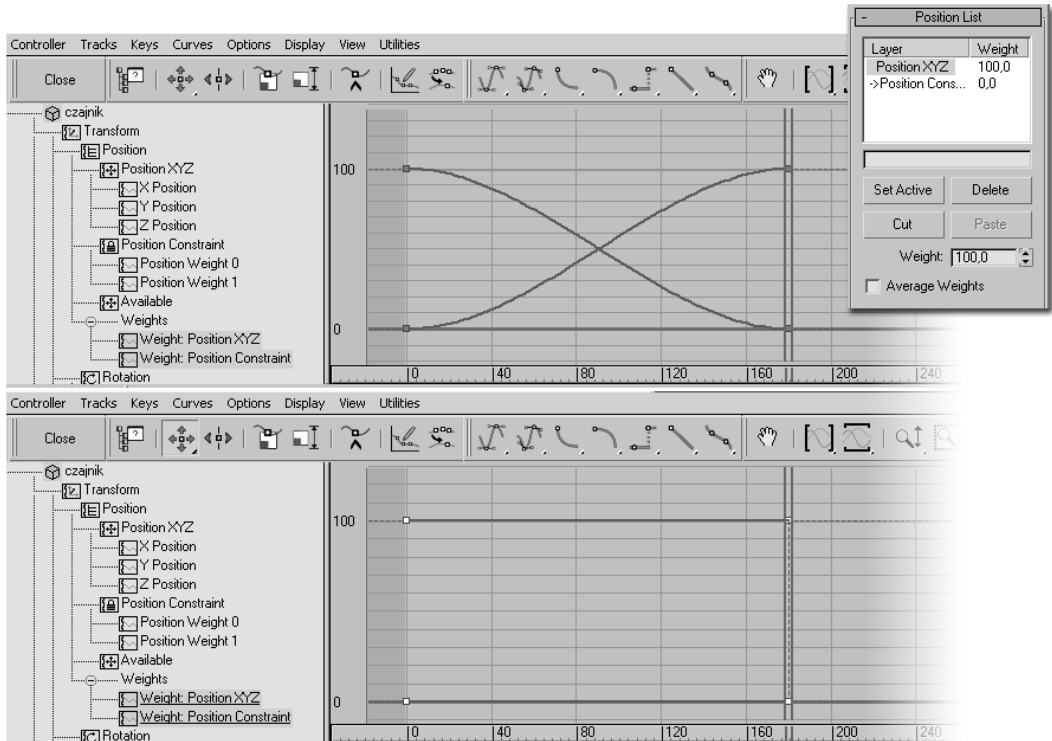 Position List
Layer Weight
Position XYZ 100,0
->Position Cons... 0,0
Set Active Delete
Cut Paste
Weight: 100,0
Average Weights
Controller Tracks Keys Curves Options Display View Utilities
Close
czajnik
Transform
Position
Position XYZ
X Position
Y Position
Z Position
Position Constraint
Position Weight 0
Position Weight 1
Available
Weights
Weight: Position XYZ
Weight: Position Constraint
Rotation
100
0
0 40 80 120 160 200 240
Controller Tracks Keys Curves Options Display View Utilities
Close
czajnik
Transform
Position
Position XYZ
X Position
Y Position
Z Position
Position Constraint
Position Weight 0
Position Weight 1
Available
Weights
Weight: Position XYZ
Weight: Position Constraint
Rotation
100
0
0 40 80 120 160 200 240